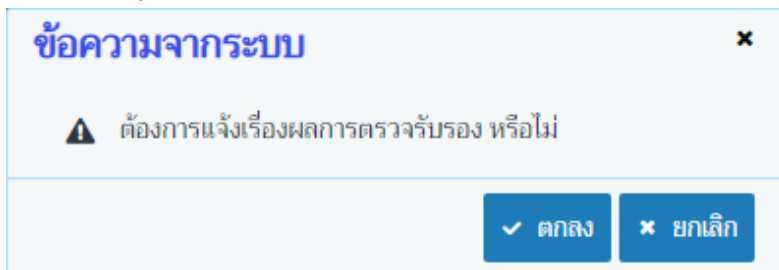 ข้อความจากระบบ
ต้องการแจ้งเรื่องผลการตรวจรับรอง หรือไม่
ตกลง ยกเลิก